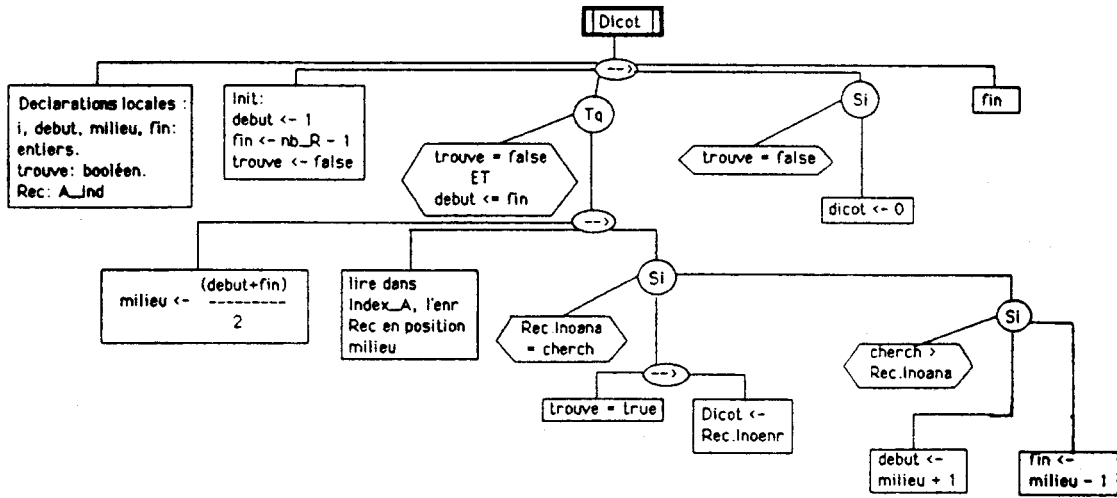 Dicot
-->
Declarations locales :
i, debut, milieu, fin:
entiers.
trouve: booléen.
Rec: A_ind
Init:
debut <- 1
fin <- nb_R - 1
trouve <- false
Tq
trouve = false
ET
debut <= fin
Si
trouve = false
dicot <- 0
fin
-->
milieu <- (debut+fin)
---------
2
lire dans
Index_A, l'enr
Rec en position
milieu
Si
Rec.Inoana
= cherch
-->
trouve = true
Dicot <-
Rec.Inoenr
Si
cherch >
Rec.Inoana
debut <-
milieu + 1
fin <-
milieu - 1